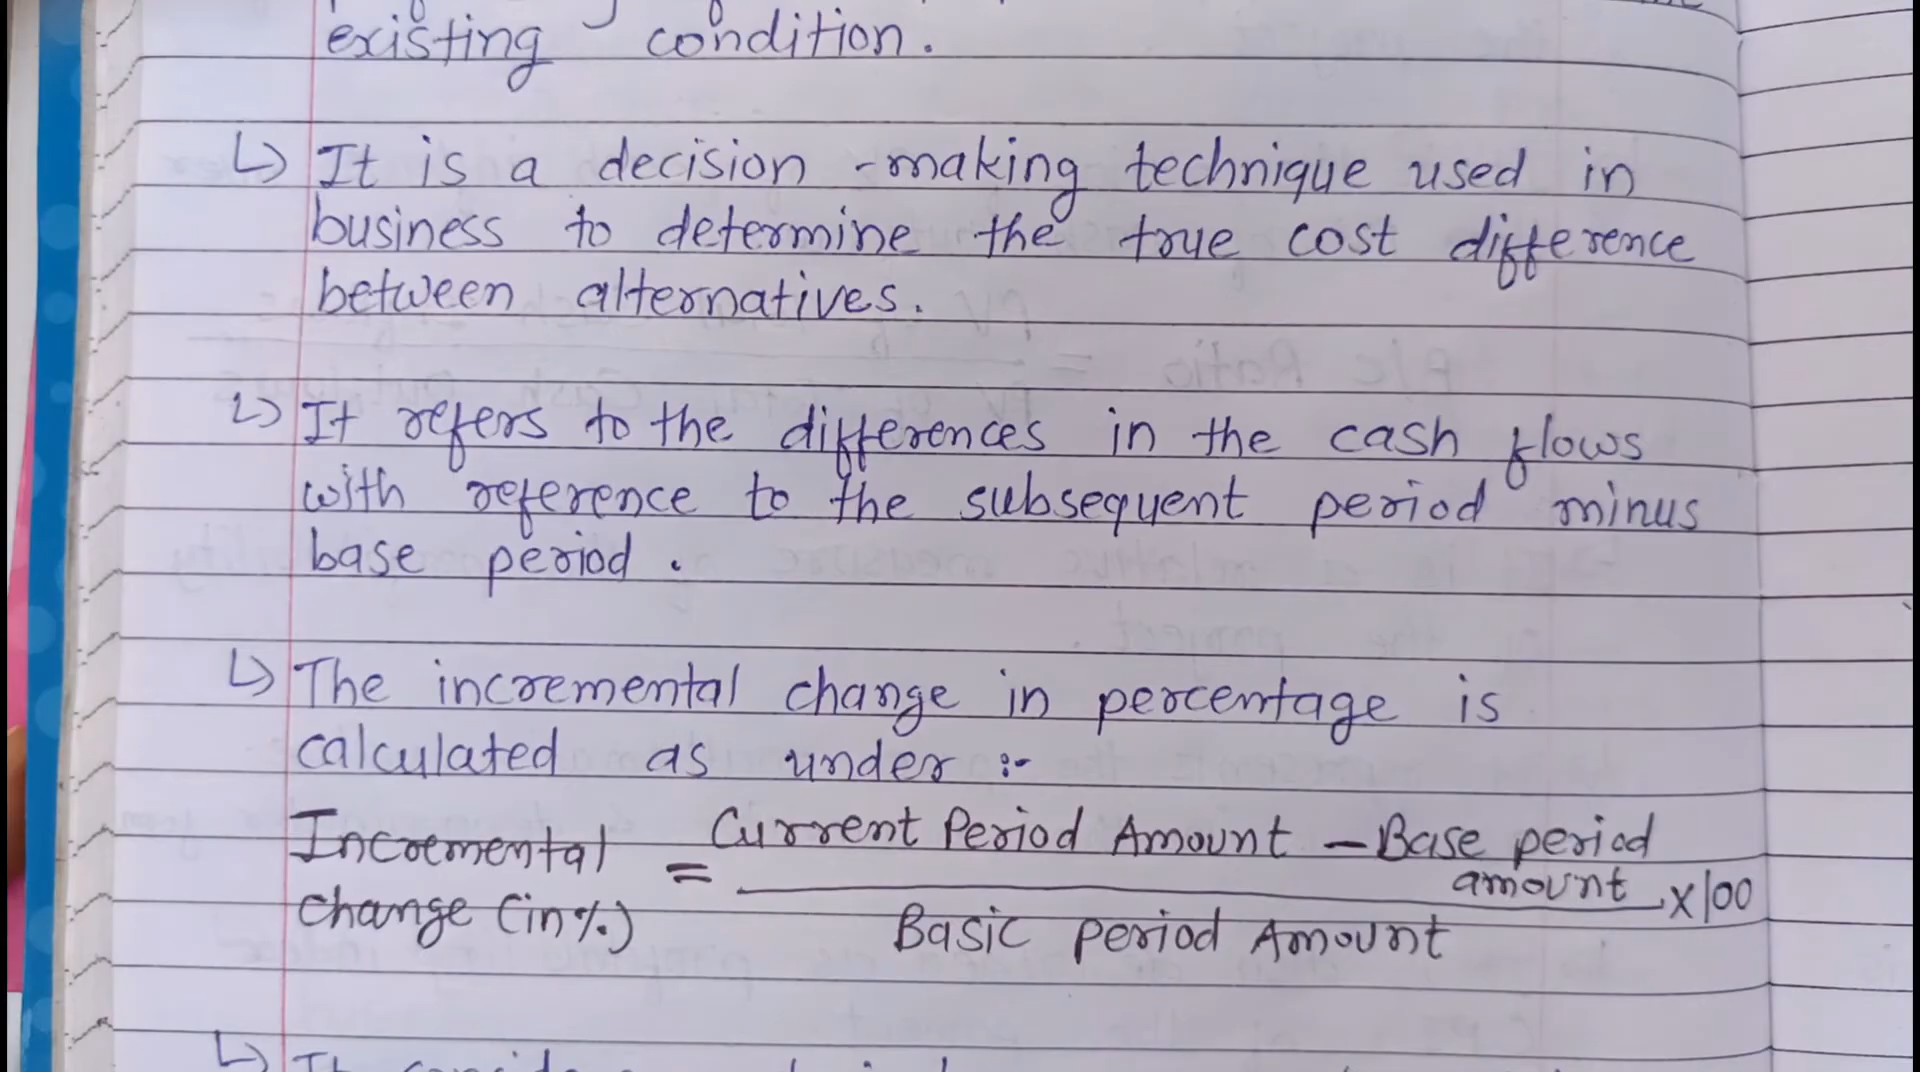 existing condition.
↳ It is a decision-making technique used in
business to determine the true cost difference
between alternatives.
↳ It refers to the differences in the cash flows
with reference to the subsequent period minus
base period.
↳ The incremental change in percentage is
calculated as under :-
Incremental change (in%) = Current Period Amount – Base period amount
Basic period Amount ×100
↳ It